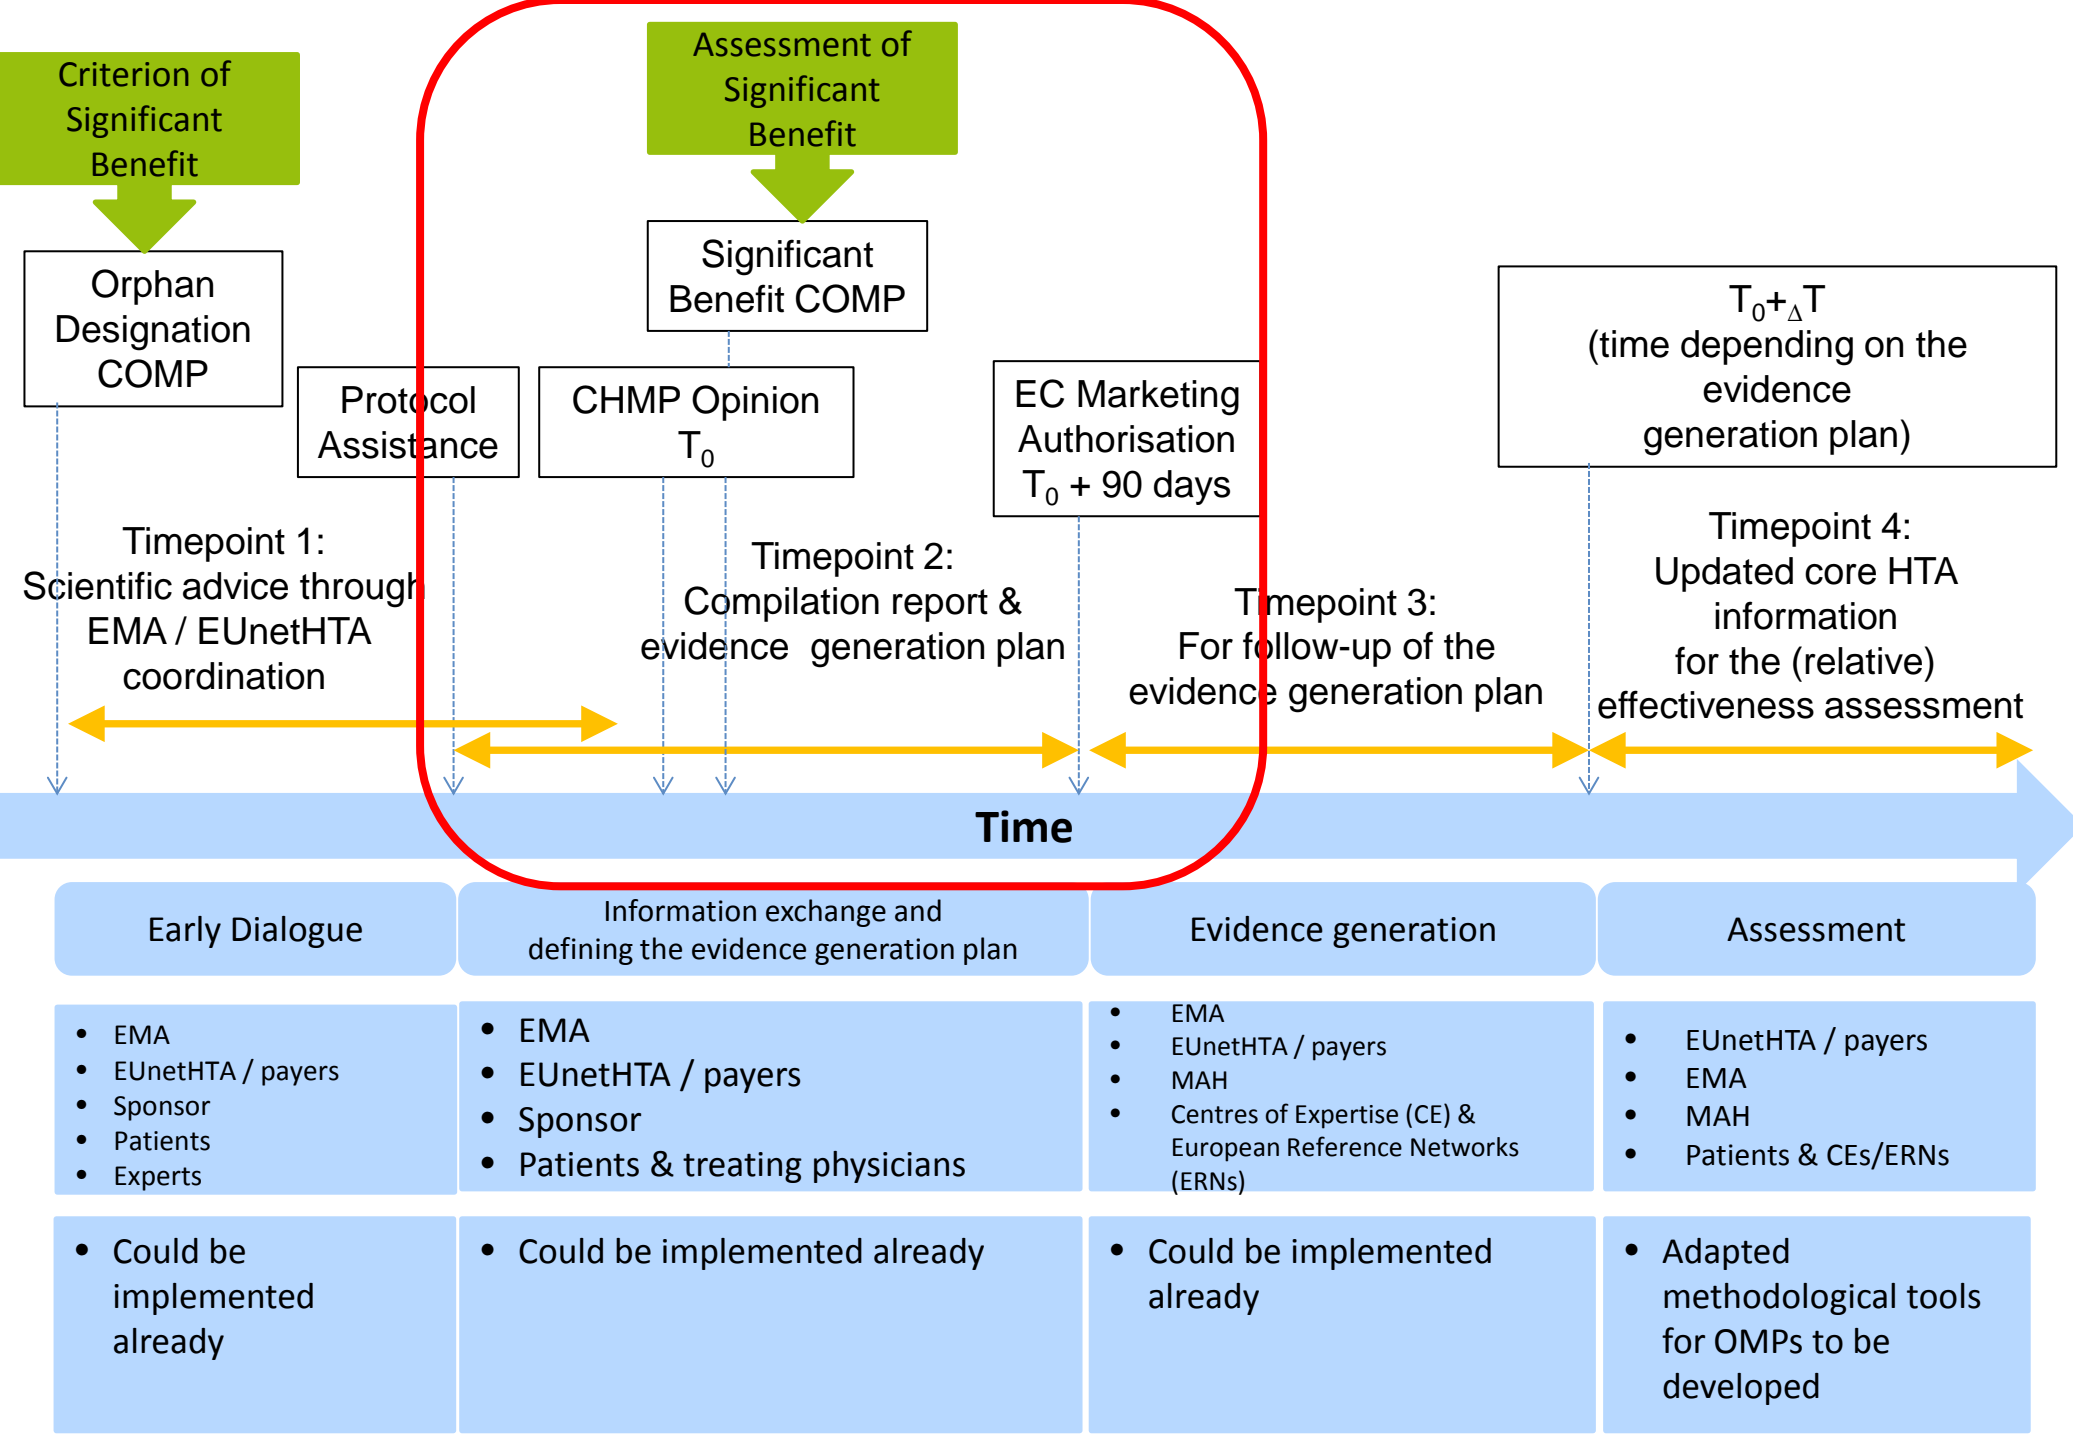 Criterion of
Significant
Benefit
Assessment of
Significant
Benefit
Orphan
Designation
COMP
Protocol
Assistance
Significant
Benefit COMP
CHMP Opinion
T0
EC Marketing
Authorisation
T0 + 90 days
T0+ΔT
(time depending on the
evidence
generation plan)
Timepoint 1:
Scientific advice through
EMA / EUnetHTA
coordination
Timepoint 2:
Compilation report &
evidence generation plan
Timepoint 3:
For follow-up of the
evidence generation plan
Timepoint 4:
Updated core HTA
information
for the (relative)
effectiveness assessment
Time
Early Dialogue
Information exchange and
defining the evidence generation plan
Evidence generation
Assessment
• EMA
• EUnetHTA / payers
• Sponsor
• Patients
• Experts
• EMA
• EUnetHTA / payers
• Sponsor
• Patients & treating physicians
• EMA
• EUnetHTA / payers
• MAH
• Centres of Expertise (CE) &
European Reference Networks
(ERNs)
• EUnetHTA / payers
• EMA
• MAH
• Patients & CEs/ERNs
• Could be
implemented
already
• Could be implemented already
• Could be implemented
already
• Adapted
methodological tools
for OMPs to be
developed